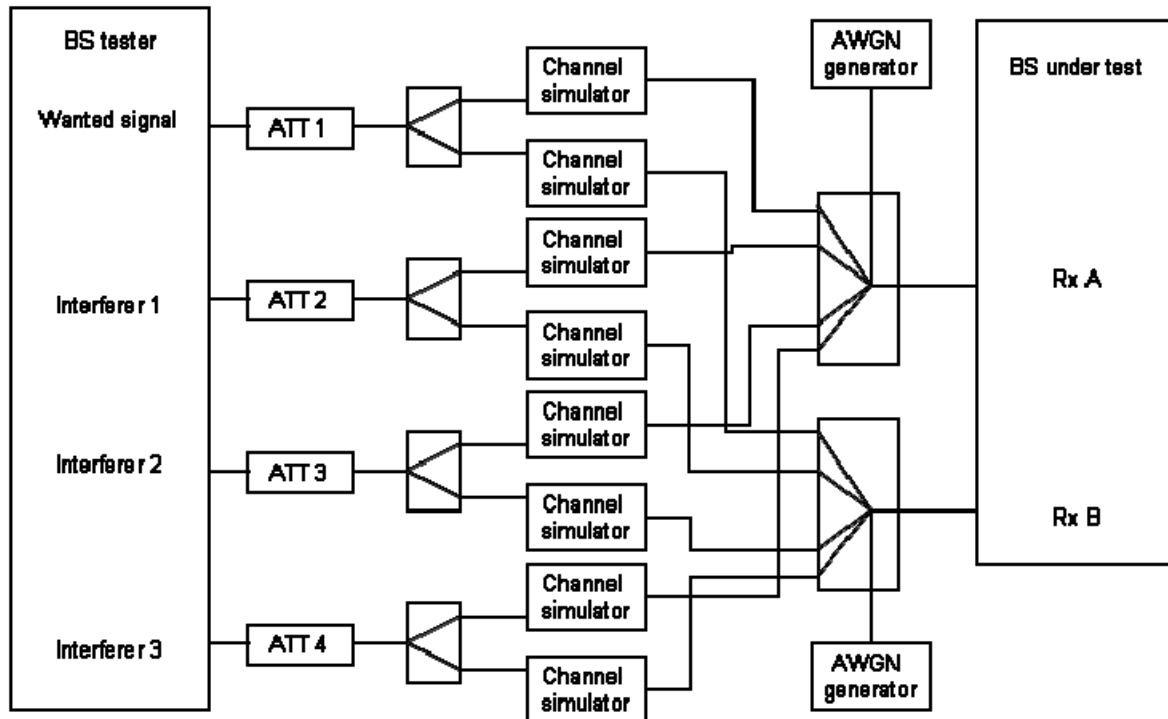 BS tester
Wanted signal
Interferer 1
Interferer 2
Interferer 3
ATT 1
ATT 2
ATT 3
ATT 4
Channel
simulator
Channel
simulator
Channel
simulator
Channel
simulator
Channel
simulator
Channel
simulator
Channel
simulator
Channel
simulator
AWGN
generator
AWGN
generator
BS under test
Rx A
Rx B